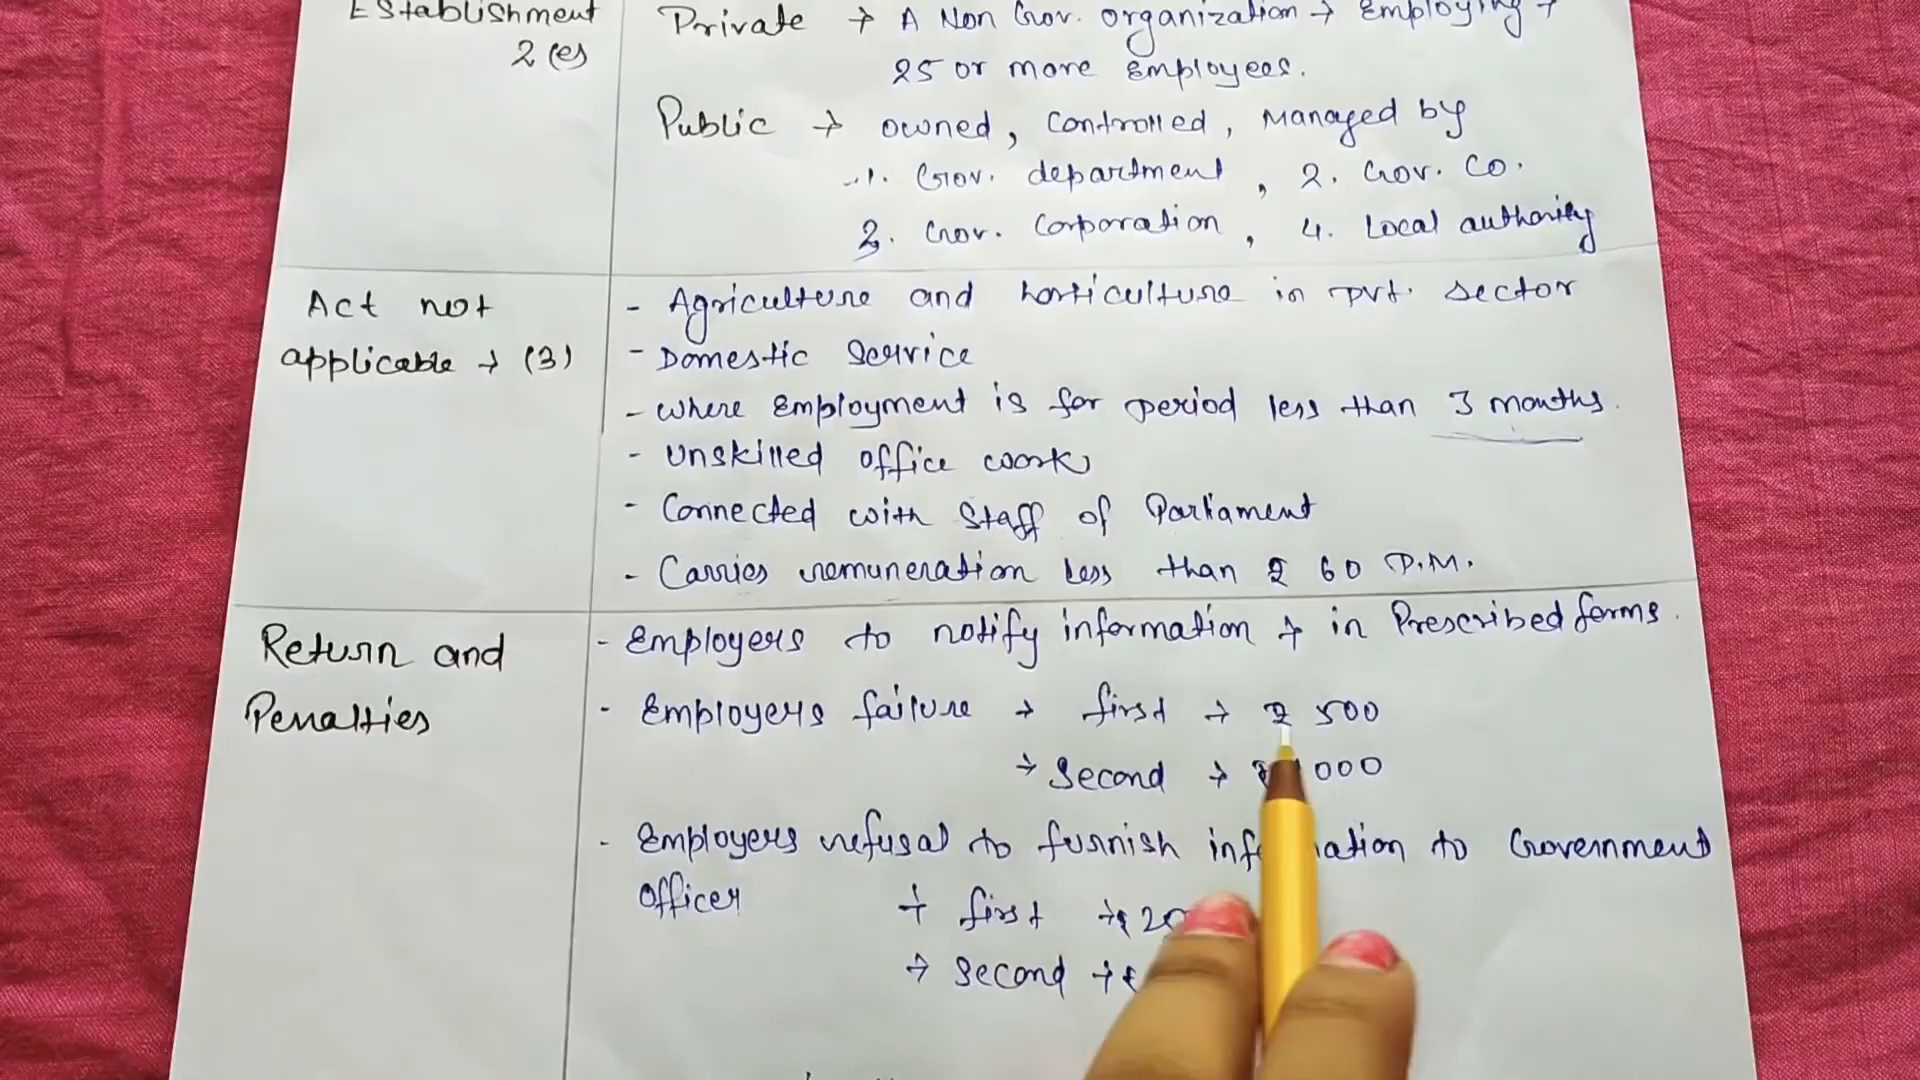 Establishment
2(e)
Private → A Non Gov. organization → Employing →
25 or more employees.
Public → owned, controlled, Managed by
1. Gov. department, 2. Gov. Co.
3. Gov. Corporation, 4. Local authority
Act not
applicable → (3)
- Agriculture and horticulture in pvt. sector
- Domestic Service
- where Employment is for period less than 3 months.
- Unskilled office work
- Connected with Staff of Parliament
- Carries remuneration less than ₹ 60 P.M.
Return and
Penalties
- Employers to notify information → in Prescribed forms.
- Employers failure → first → ₹ 500
→ Second → ₹ 1000
- Employers refusal to furnish information to Government
officer → first → ₹
→ Second → ₹